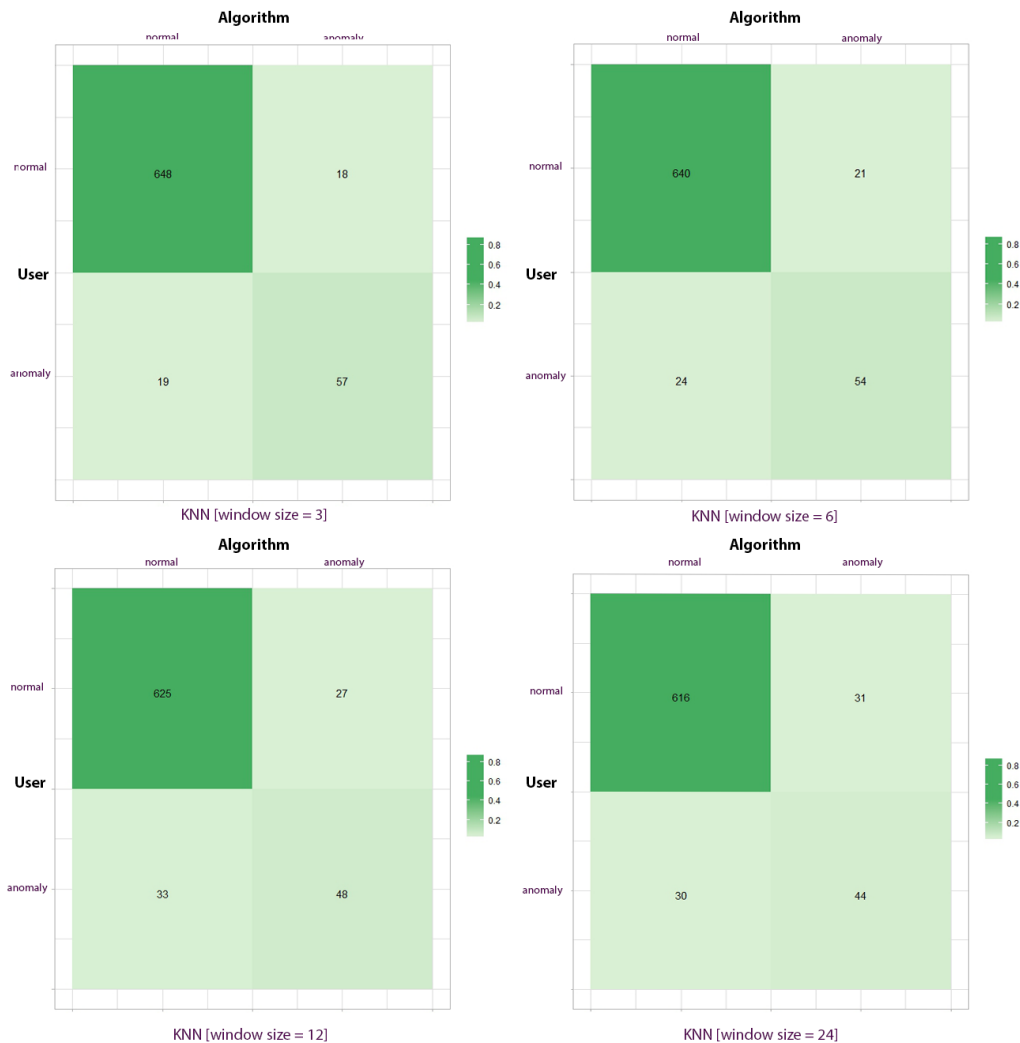 Algorithm
normal anomaly
normal
648 18
0.8
0.6
User
0.4
0.2
anomaly
19 57
KNN [window size = 3]
Algorithm
normal anomaly
normal
640 21
0.8
0.6
User
0.4
0.2
anomaly
24 54
KNN [window size = 6]
Algorithm
normal anomaly
normal
625 27
0.8
User
0.6
0.4
0.2
anomaly
33 48
KNN [window size = 12]
Algorithm
normal anomaly
normal
616 31
0.8
User
0.6
0.4
0.2
anomaly
30 44
KNN [window size = 24]